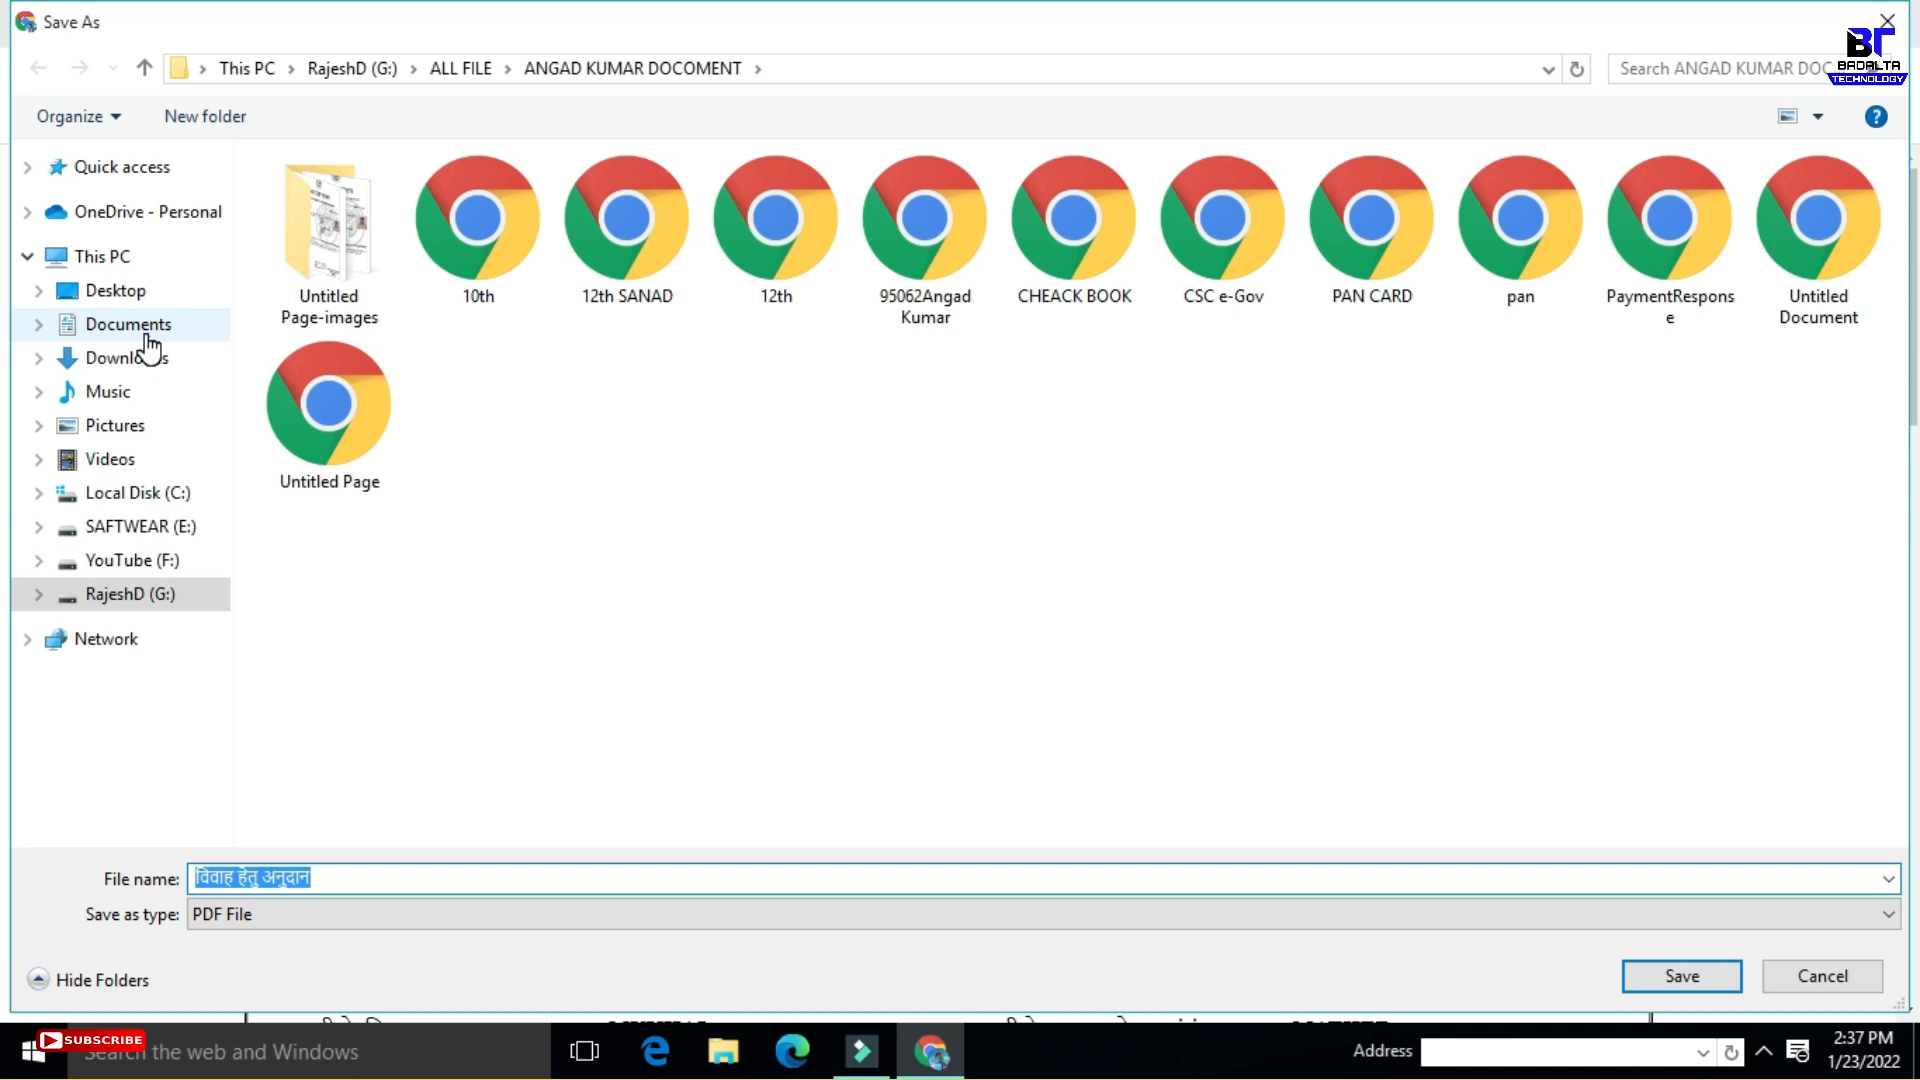 Save As
This PC RajeshD (G:) ALL FILE ANGAD KUMAR DOCOMENT
Search ANGAD KUMAR DOC
BT
BADALTA
TECHNOLOGY
Organize New folder
?
Quick access
OneDrive - Personal
This PC
Desktop
Documents
Downloads
Music
Pictures
Videos
Local Disk (C:)
SAFTWEAR (E:)
YouTube (F:)
RajeshD (G:)
Network
Untitled
Page-images
10th
12th SANAD
12th
95062Angad
Kumar
CHEACK BOOK
CSC e-Gov
PAN CARD
pan
PaymentRespons
e
Untitled
Document
Untitled Page
File name: विवाह हेतु अनुदान
Save as type: PDF File
Hide Folders
Save Cancel
SUBSCRIBE
Search the web and Windows
Address
2:37 PM
1/23/2022